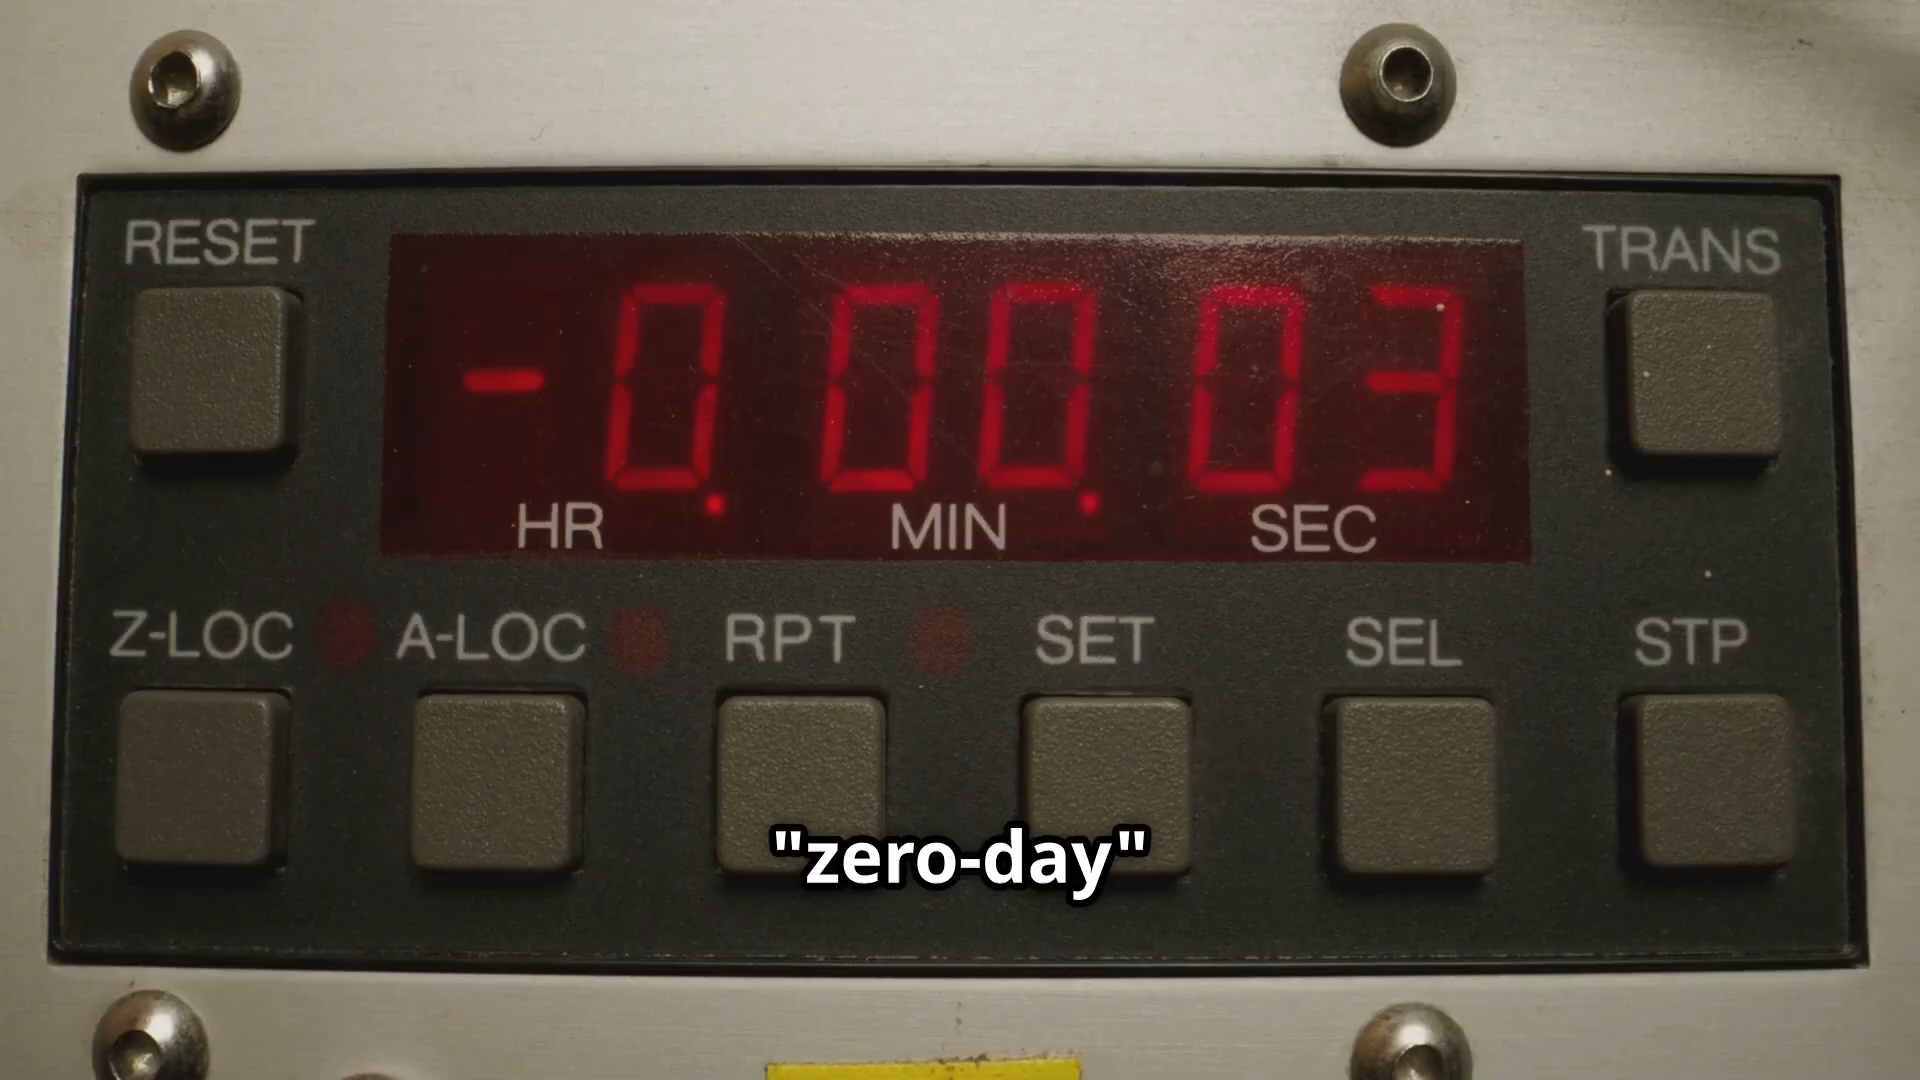 RESET
TRANS
-0.00.03
HR MIN SEC
Z-LOC A-LOC RPT SET SEL STP
"zero-day"